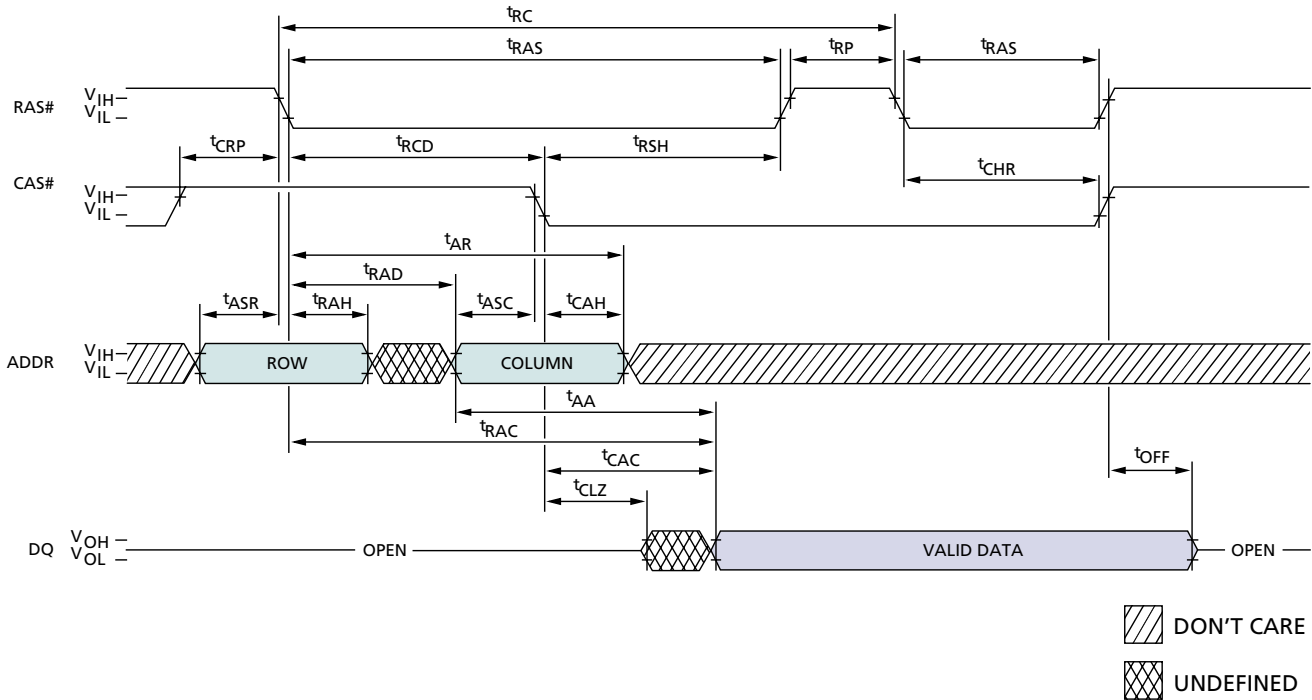 tRC
tRAS tRP tRAS
RAS# VIH
VIL
tCRP tRCD tRSH
tCHR
CAS# VIH
VIL
tAR
tRAD
tASR tRAH tASC tCAH
ADDR VIH
VIL
ROW COLUMN
tAA
tRAC
tCAC
tOFF
tCLZ
DQ VOH
VOL
OPEN VALID DATA OPEN
DON'T CARE
UNDEFINED